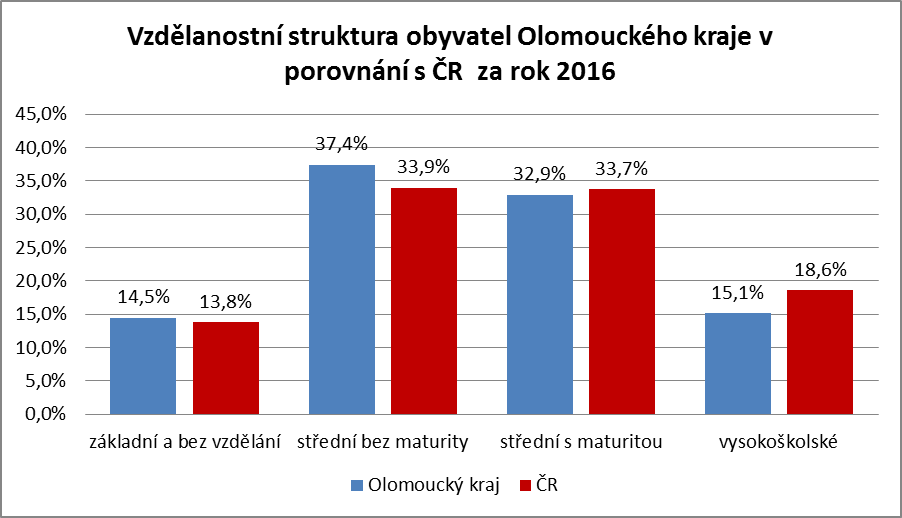 Vzdělanostní struktura obyvatel Olomouckého kraje v
porovnání s ČR  za rok 2016
45,0%
40,0%
35,0%
30,0%
25,0%
20,0%
15,0%
10,0%
5,0%
0,0%
14,5%
13,8%
37,4%
33,9%
32,9%
33,7%
15,1%
18,6%
základní a bez vzdělání
střední bez maturity
střední s maturitou
vysokoškolské
Olomoucký kraj
ČR